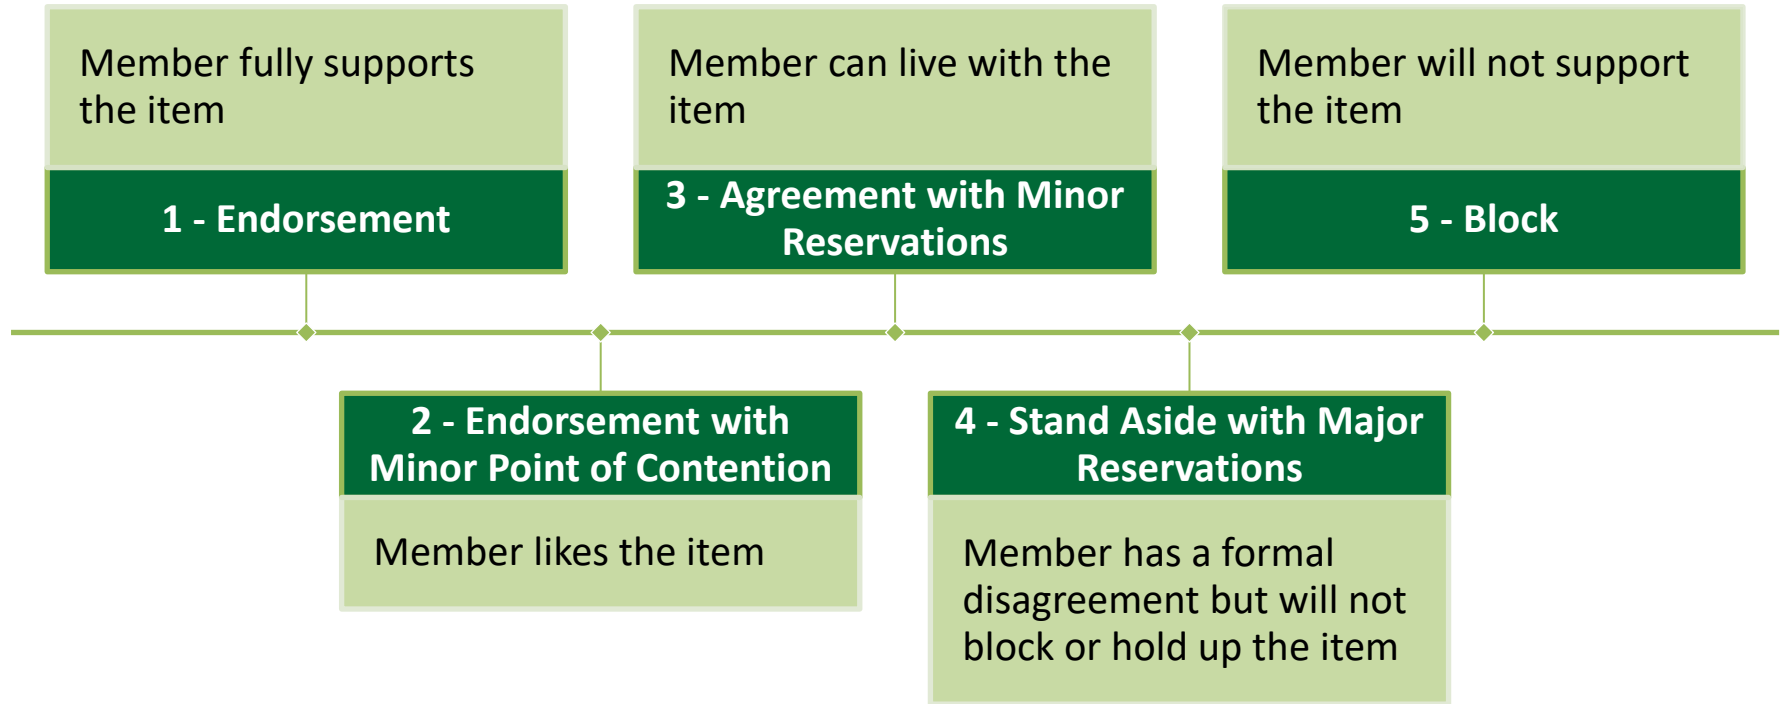 Member fully supports
the item
1 - Endorsement
2 - Endorsement with
Minor Point of Contention
Member likes the item
Member can live with the
item
3 - Agreement with Minor
Reservations
4 - Stand Aside with Major
Reservations
Member has a formal
disagreement but will not
block or hold up the item
Member will not support
the item
5 - Block